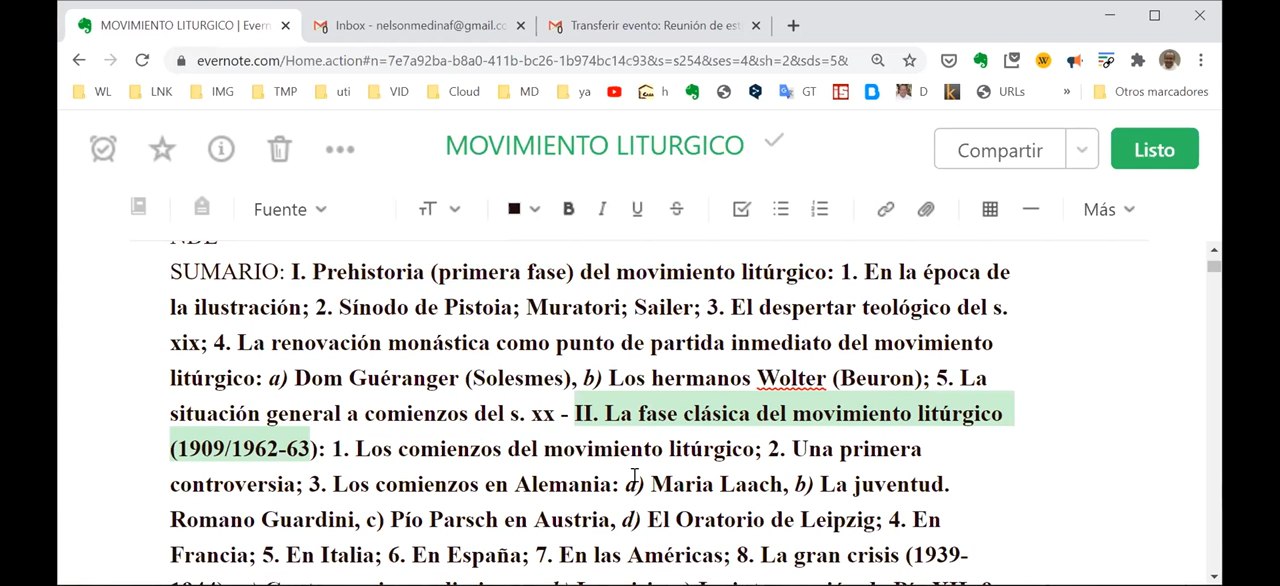 MOVIMIENTO LITURGICO | Evern
Inbox - nelsonmedinaf@gmail.co
Transferir evento: Reunión de est
evernote.com/Home.action#n=7e7a92ba-b8a0-411b-bc26-1b974bc14c93&s=s254&ses=4&sh=2&sds=5&
WL LNK IMG TMP uti VID Cloud MD ya h GT D URLs » Otros marcadores
MOVIMIENTO LITURGICO
Compartir
Listo
Fuente
Más
SUMARIO: I. Prehistoria (primera fase) del movimiento litúrgico: 1. En la época de
la ilustración; 2. Sínodo de Pistoia; Muratori; Sailer; 3. El despertar teológico del s.
xix; 4. La renovación monástica como punto de partida inmediato del movimiento
litúrgico: a) Dom Guéranger (Solesmes), b) Los hermanos Wolter (Beuron); 5. La
situación general a comienzos del s. xx - II. La fase clásica del movimiento litúrgico
(1909/1962-63): 1. Los comienzos del movimiento litúrgico; 2. Una primera
controversia; 3. Los comienzos en Alemania: a) Maria Laach, b) La juventud.
Romano Guardini, c) Pío Parsch en Austria, d) El Oratorio de Leipzig; 4. En
Francia; 5. En Italia; 6. En España; 7. En las Américas; 8. La gran crisis (1939-